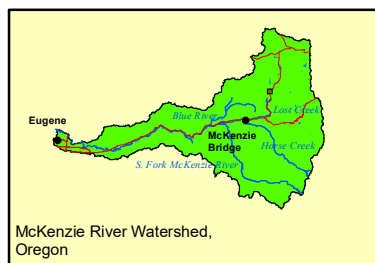 Eugene
Blue River
Lost Creek
McKenzie
Bridge
Horse Creek
S. Fork McKenzie River
McKenzie River Watershed,
Oregon